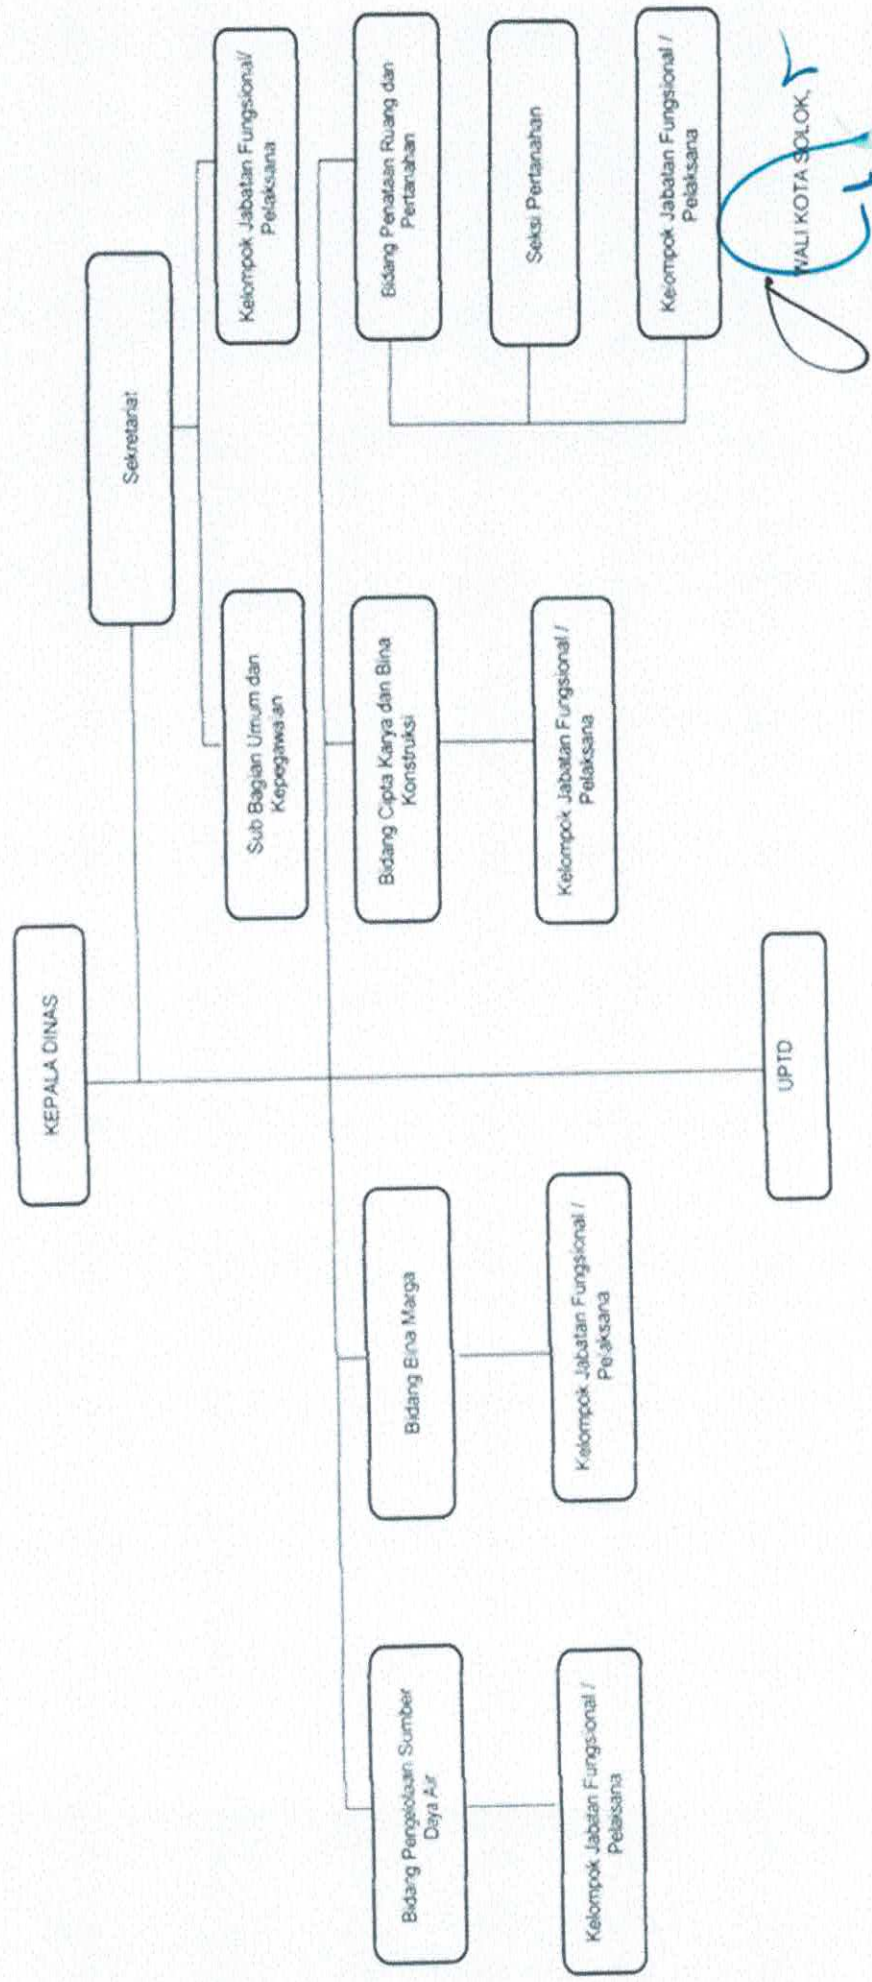 KEPALA DINAS
Sekretariat
Sub Bagian Umum dan
Kepegawaian
Kelompok Jabatan Fungsional/
Pelaksana
Bidang Pengelolaan Sumber
Daya Air
Bidang Bina Marga
Bidang Cipta Karya dan Bina
Konstruksi
Bidang Penataan Ruang dan
Pertanahan
Kelompok Jabatan Fungsional /
Pelaksana
Kelompok Jabatan Fungsional /
Pelaksana
Kelompok Jabatan Fungsional /
Pelaksana
Seksi Pertanahan
Kelompok Jabatan Fungsional /
Pelaksana
UPTD
WALI KOTA SOLOK,